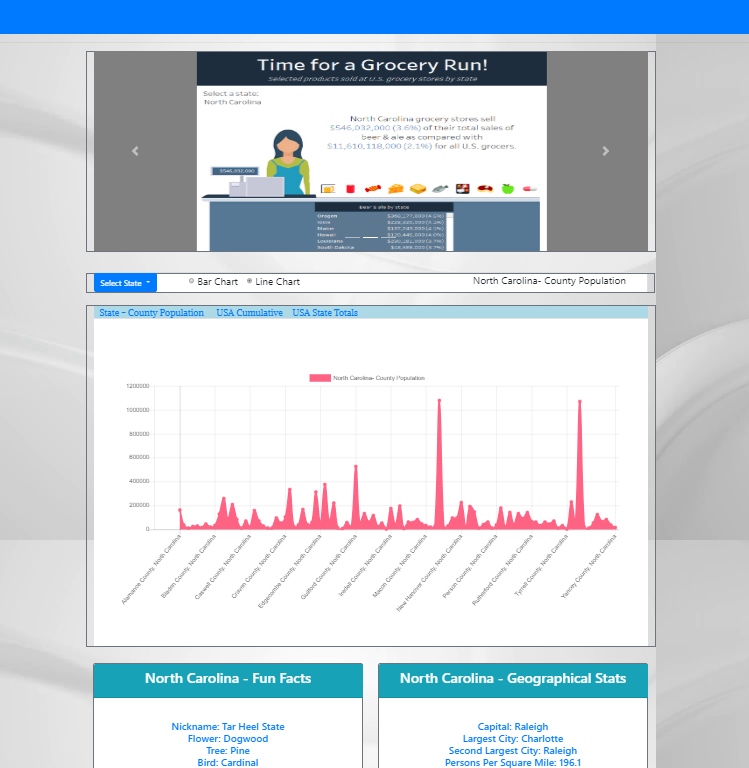 Time for a Grocery Run!
Selected products sold at U.S. grocery stores by state
Select a state:
North Carolina
North Carolina grocery stores sell
$546,032,000 (3.6%) of their total sales of
beer & ale as compared with
$11,610,118,000 (2.1%) for all U.S. grocers.
$546,032,000
Beer & ale by state
Oregon
Maine
Hawaii
Louisiana
South Dakota
Select State
Bar Chart Line Chart
North Carolina- County Population
State - County Population USA Cumulative USA State Totals
North Carolina- County Population
1200000
1000000
800000
600000
400000
200000
0
Alamance County, North Carolina
Bladen County, North Carolina
Caswell County, North Carolina
Craven County, North Carolina
Edgecombe County, North Carolina
Guilford County, North Carolina
Iredell County, North Carolina
Macon County, North Carolina
New Hanover County, North Carolina
Person County, North Carolina
Rutherford County, North Carolina
Tyrrell County, North Carolina
Yancey County, North Carolina
North Carolina - Fun Facts
Nickname: Tar Heel State
Flower: Dogwood
Tree: Pine
Bird: Cardinal
North Carolina - Geographical Stats
Capital: Raleigh
Largest City: Charlotte
Second Largest City: Raleigh
Persons Per Square Mile: 196.1